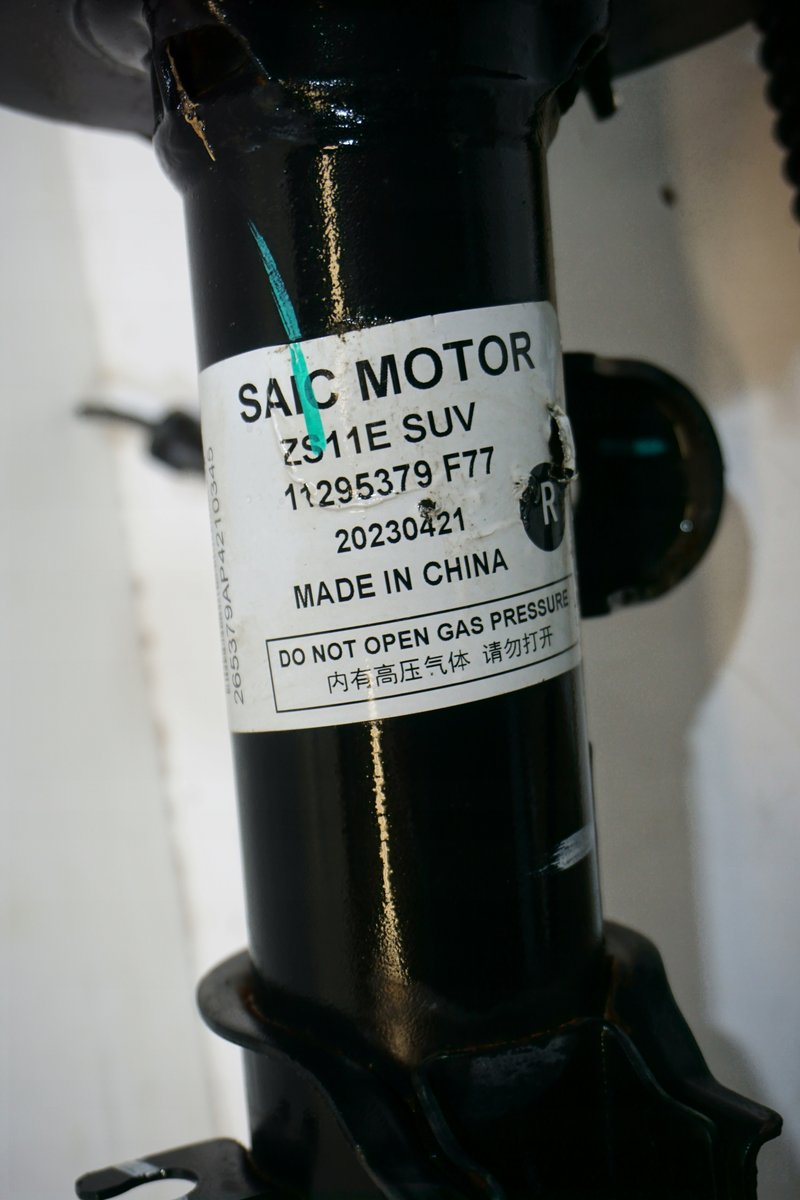 SAIC MOTOR
ZS11E SUV
11295379 F77
20230421
R
MADE IN CHINA
DO NOT OPEN GAS PRESSURE
内有高压气体 请勿打开
265379AP4210345